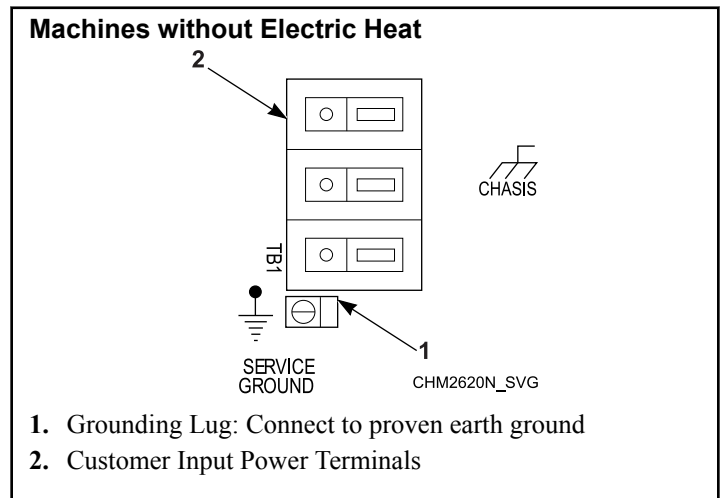 Machines without Electric Heat
2
CHASIS
TB1
1
SERVICE
GROUND
CHM2620N_SVG
1. Grounding Lug: Connect to proven earth ground
2. Customer Input Power Terminals